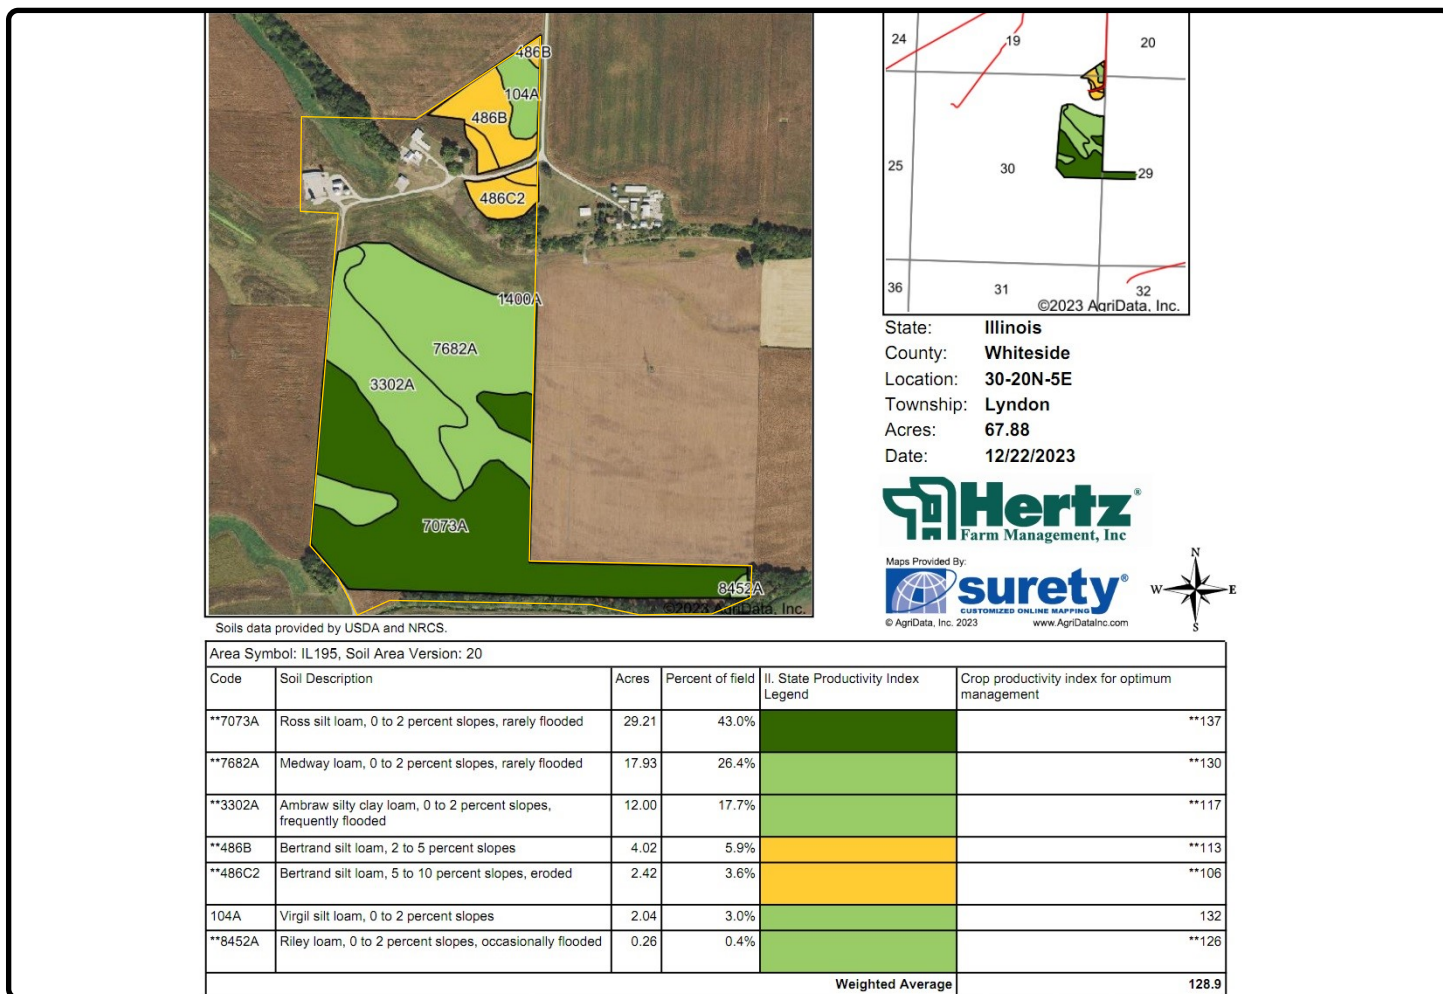 486B
104A
486B
486C2
1400A
7682A
3302A
7073A
8452A
©2023 AgriData, Inc.
24
19
20
25
30
29
36
31
32
©2023 AgriData, Inc.
State: Illinois
County: Whiteside
Location: 30-20N-5E
Township: Lyndon
Acres: 67.88
Date: 12/22/2023
Hertz®
Farm Management, Inc
Maps Provided By:
surety®
CUSTOMIZED ONLINE MAPPING
© AgriData, Inc. 2023 www.AgriDataInc.com
N
W E
S
Soils data provided by USDA and NRCS.
Area Symbol: IL195, Soil Area Version: 20
Code Soil Description Acres Percent of field II. State Productivity Index Legend Crop productivity index for optimum management
**7073A Ross silt loam, 0 to 2 percent slopes, rarely flooded 29.21 43.0% **137
**7682A Medway loam, 0 to 2 percent slopes, rarely flooded 17.93 26.4% **130
**3302A Ambraw silty clay loam, 0 to 2 percent slopes, frequently flooded 12.00 17.7% **117
**486B Bertrand silt loam, 2 to 5 percent slopes 4.02 5.9% **113
**486C2 Bertrand silt loam, 5 to 10 percent slopes, eroded 2.42 3.6% **106
104A Virgil silt loam, 0 to 2 percent slopes 2.04 3.0% 132
**8452A Riley loam, 0 to 2 percent slopes, occasionally flooded 0.26 0.4% **126
Weighted Average 128.9